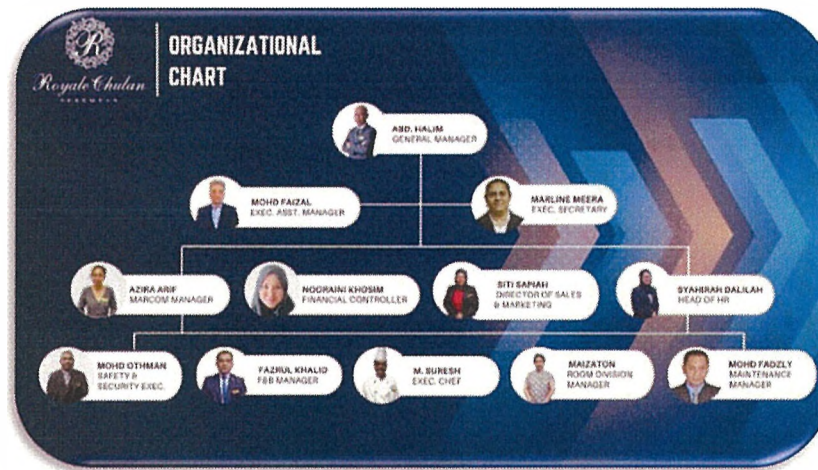 R
ORGANIZATIONAL
CHART
Royale Chulan
ABD. HALIM
GENERAL MANAGER
MOHD FAIZAL
EXEC. ASST. MANAGER
MARLINE MEERA
EXEC. SECRETARY
AZIRA ARIF
MARCOM MANAGER
NOORAINI KHOSIM
FINANCIAL CONTROLLER
SITI SAPIAH
DIRECTOR OF SALES
& MARKETING
SYAHIRAH DALILAH
HEAD OF HR
MOHD OTHMAN
SAFETY &
SECURITY EXEC.
FAZRUL KHALID
F&B MANAGER
M. SURESH
EXEC. CHEF
MAIZATON
ROOM DIVISION
MANAGER
MOHD FADZLY
MAINTENANCE
MANAGER